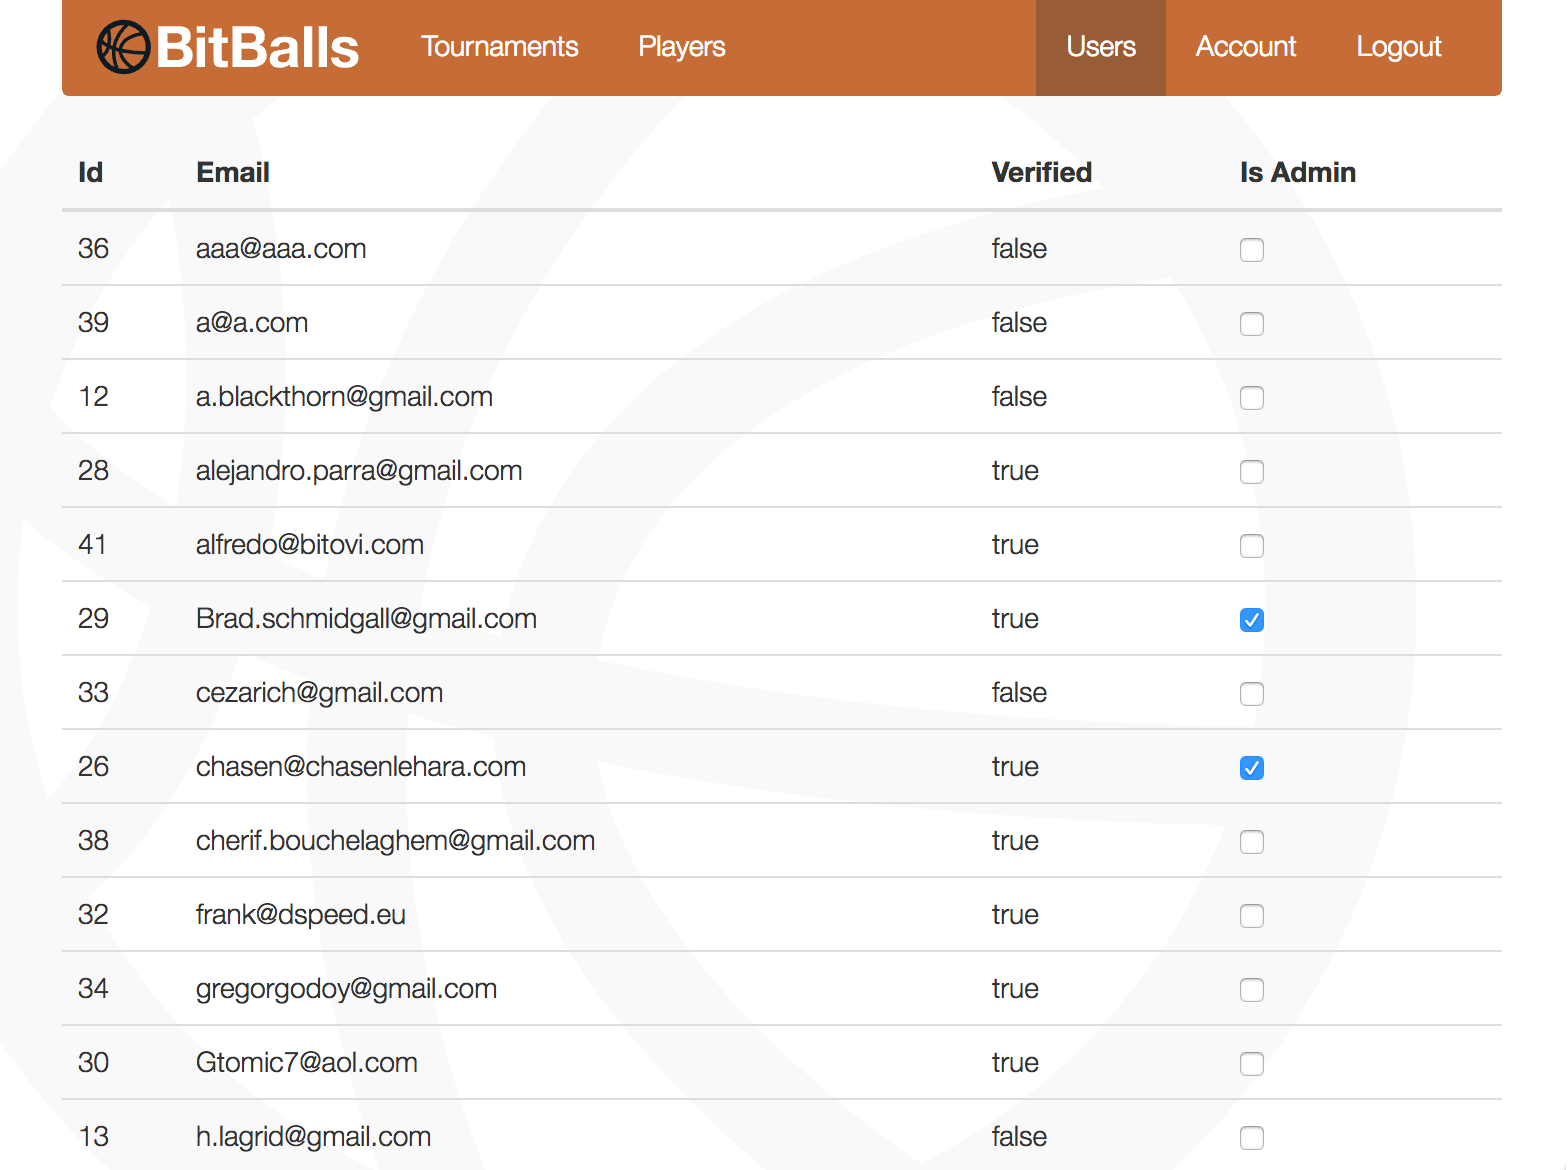 BitBalls Tournaments Players Users Account Logout
Id Email Verified Is Admin
36 aaa@aaa.com false
39 a@a.com false
12 a.blackthorn@gmail.com false
28 alejandro.parra@gmail.com true
41 alfredo@bitovi.com true
29 Brad.schmidgall@gmail.com true
33 cezarich@gmail.com false
26 chasen@chasenlehara.com true
38 cherif.bouchelaghem@gmail.com true
32 frank@dspeed.eu true
34 gregorgodoy@gmail.com true
30 Gtomic7@aol.com true
13 h.lagrid@gmail.com false